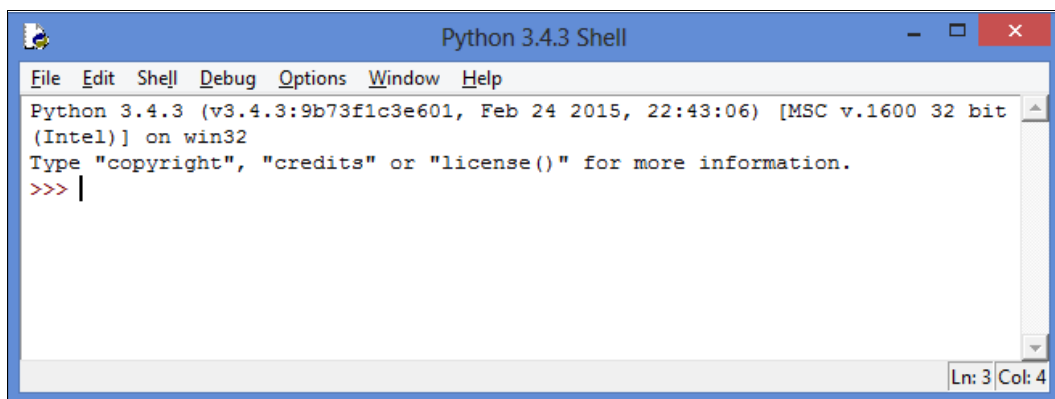 Python 3.4.3 Shell
File Edit Shell Debug Options Window Help
Python 3.4.3 (v3.4.3:9b73f1c3e601, Feb 24 2015, 22:43:06) [MSC v.1600 32 bit
(Intel)] on win32
Type "copyright", "credits" or "license()" for more information.
>>>
Ln: 3 Col: 4